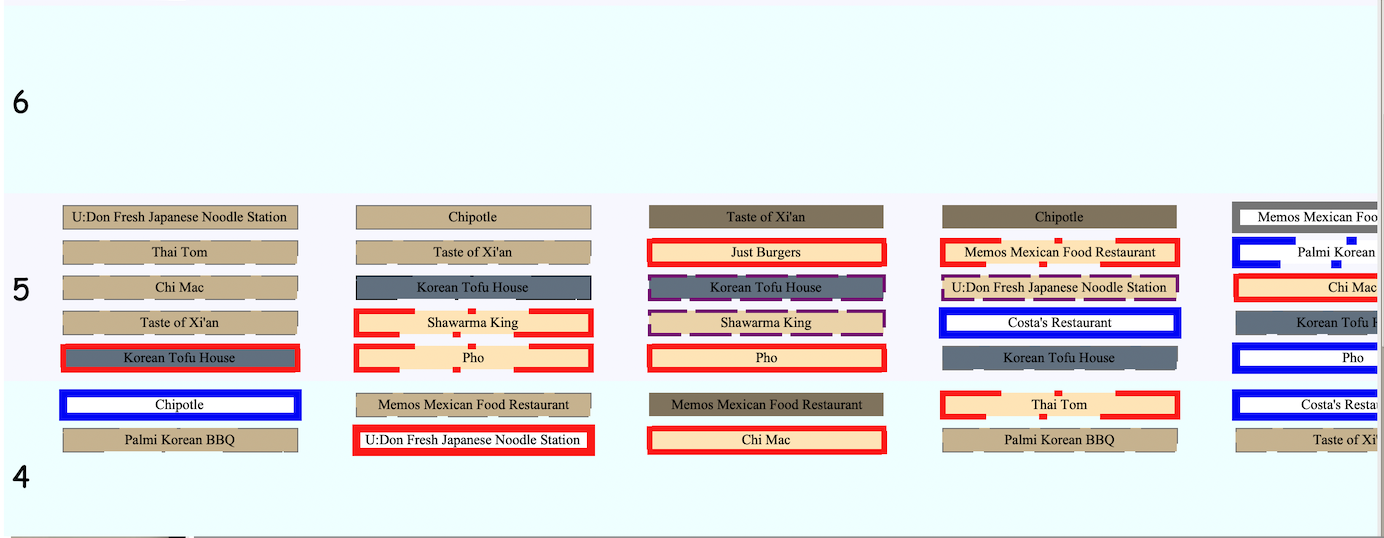 6
5
U:Don Fresh Japanese Noodle Station Chipotle Taste of Xi'an Chipotle Memos Mexican Foo
Thai Tom Taste of Xi'an Just Burgers Memos Mexican Food Restaurant Palmi Korean
Chi Mac Korean Tofu House Korean Tofu House U:Don Fresh Japanese Noodle Station Chi Mac
Taste of Xi'an Shawarma King Shawarma King Costa's Restaurant Korean Tofu H
Korean Tofu House Pho Pho Korean Tofu House Pho
4
Chipotle Memos Mexican Food Restaurant Memos Mexican Food Restaurant Thai Tom Costa's Resta
Palmi Korean BBQ U:Don Fresh Japanese Noodle Station Chi Mac Palmi Korean BBQ Taste of Xi'